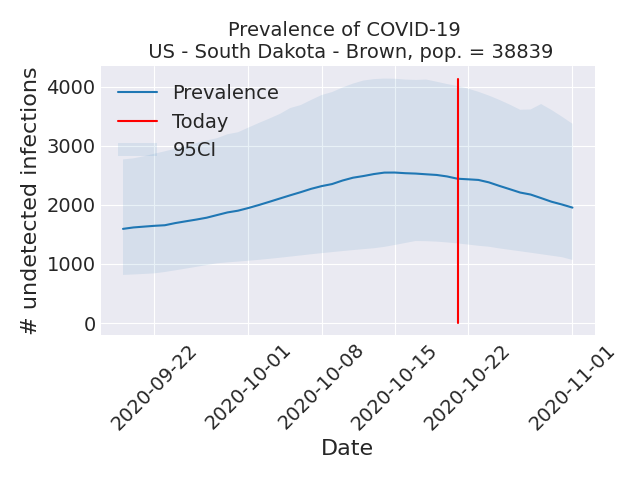 Prevalence of COVID-19
US - South Dakota - Brown, pop. = 38839
# undetected infections
4000
3000
2000
1000
0
Prevalence
Today
95CI
2020-09-22
2020-10-01
2020-10-08
2020-10-15
2020-10-22
2020-11-01
Date